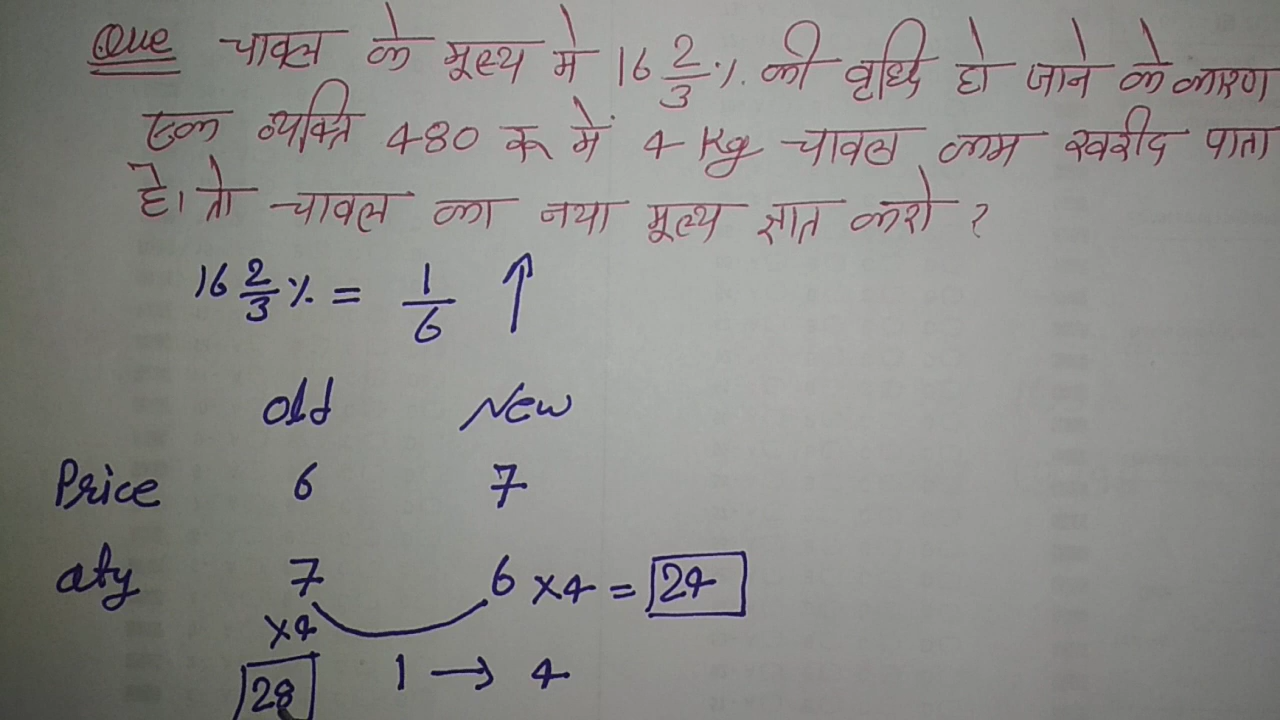 Que चावल के मूल्य मे 16 2/3 % की वृध्दि हो जाने के कारण
एक व्यक्ति 480 रू में 4 Kg चावल कम खरीद पाता
है। तो चावल का नया मूल्य ज्ञात करो ?
16 2/3 % = 1/6 ↑
Old New
Price 6 7
qty 7 6 ×4 = 24
×4
28 1 → 4